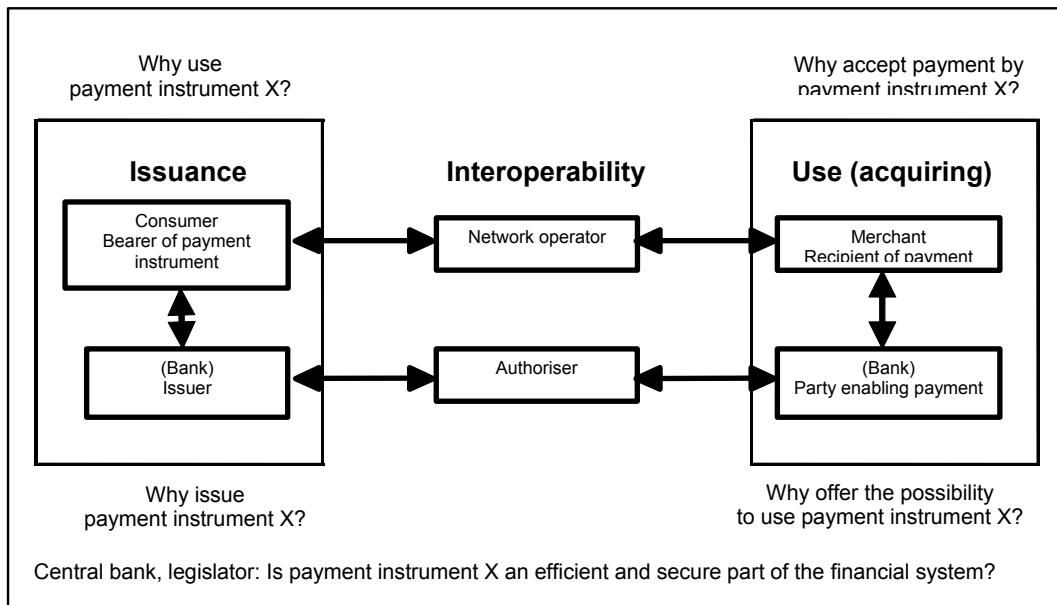 Why use
payment instrument X?
Why accept payment by
payment instrument X?
Issuance
Interoperability
Use (acquiring)
Consumer
Bearer of payment
instrument
Network operator
Merchant
Recipient of payment
(Bank)
Issuer
Authoriser
(Bank)
Party enabling payment
Why issue
payment instrument X?
Why offer the possibility
to use payment instrument X?
Central bank, legislator: Is payment instrument X an efficient and secure part of the financial system?